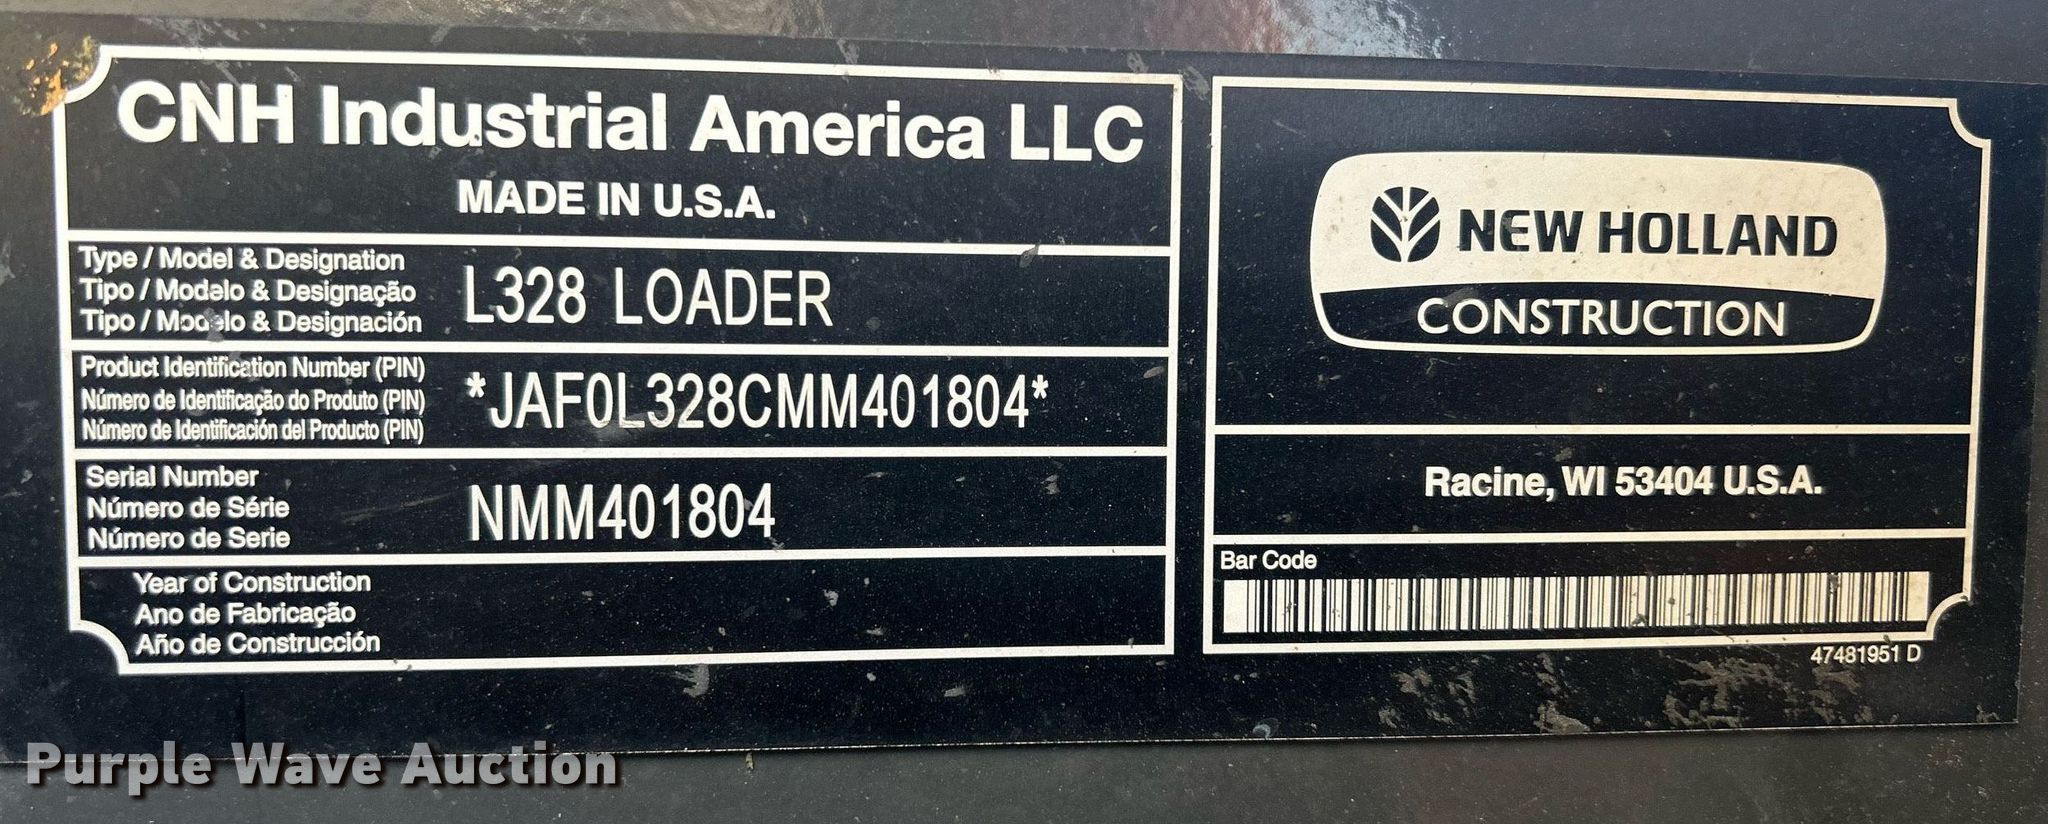 CNH Industrial America LLC
MADE IN U.S.A.
Type / Model & Designation
Tipo / Modelo & Designação
Tipo / Modelo & Designación
L328 LOADER
Product Identification Number (PIN)
Número de Identificação do Produto (PIN)
Número de Identificación del Producto (PIN)
*JAF0L328CMM401804*
Serial Number
Número de Série
Número de Serie
NMM401804
Year of Construction
Ano de Fabricação
Año de Construcción
NEW HOLLAND
CONSTRUCTION
Racine, WI 53404 U.S.A.
Bar Code
47481951 D
Purple Wave Auction